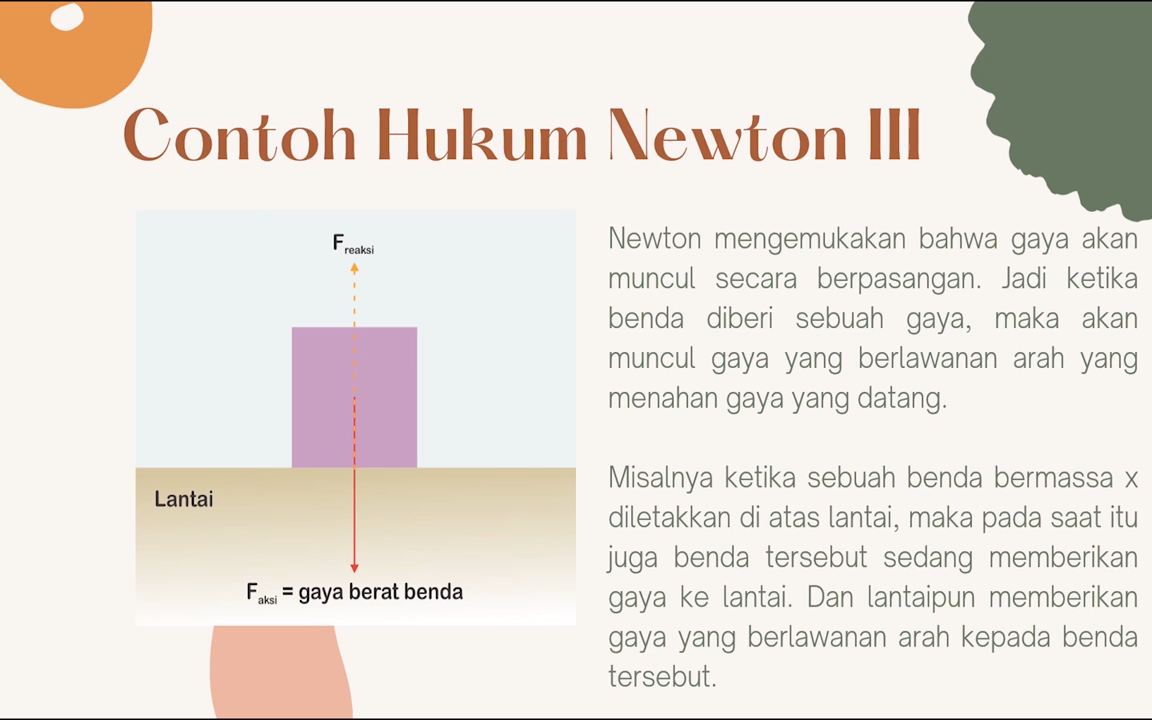 Contoh Hukum Newton III
F reaksi
Lantai
F aksi = gaya berat benda
Newton mengemukakan bahwa gaya akan
muncul secara berpasangan. Jadi ketika
benda diberi sebuah gaya, maka akan
muncul gaya yang berlawanan arah yang
menahan gaya yang datang.
Misalnya ketika sebuah benda bermassa x
diletakkan di atas lantai, maka pada saat itu
juga benda tersebut sedang memberikan
gaya ke lantai. Dan lantaipun memberikan
gaya yang berlawanan arah kepada benda
tersebut.